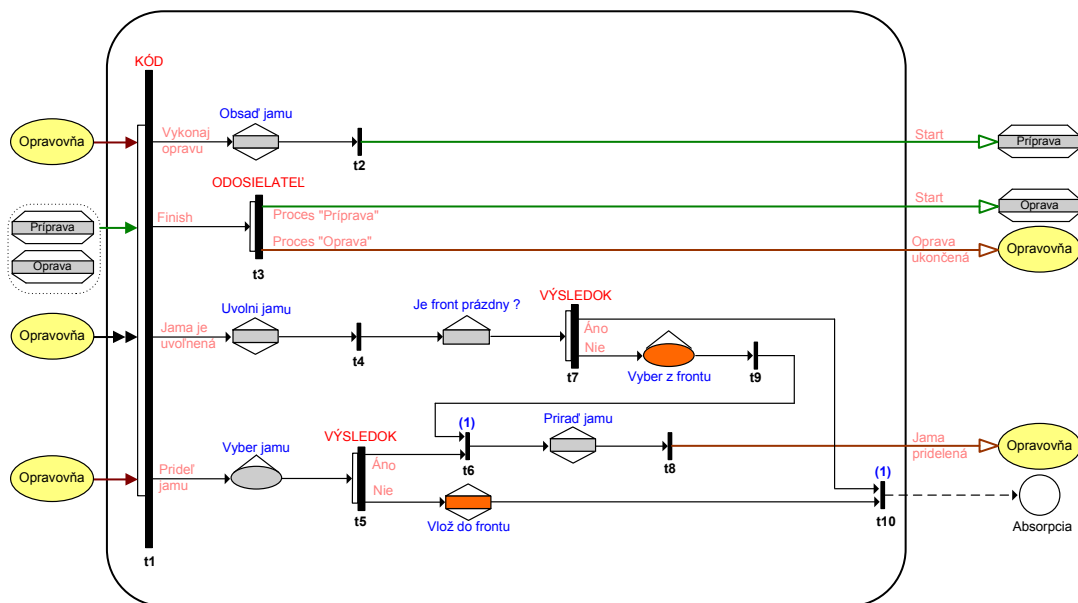 KÓD
Obsaď jamu
Opravovňa
Vykonaj
opravu
t2
Start
Príprava
ODOSIELATEĽ
Príprava
Oprava
Finish
Proces "Príprava"
Proces "Oprava"
t3
Start
Oprava
Oprava
ukončená
Opravovňa
Uvolni jamu
Je front prázdny ?
VÝSLEDOK
Opravovňa
Jama je
uvoľnená
t4
Áno
Nie
t7
Vyber z frontu
t9
Vyber jamu
VÝSLEDOK
(1)
Priraď jamu
Opravovňa
Prideľ
jamu
Áno
Nie
t5
t6
t8
Jama
pridelená
Opravovňa
Vlož do frontu
(1)
t10
Absorpcia
t1